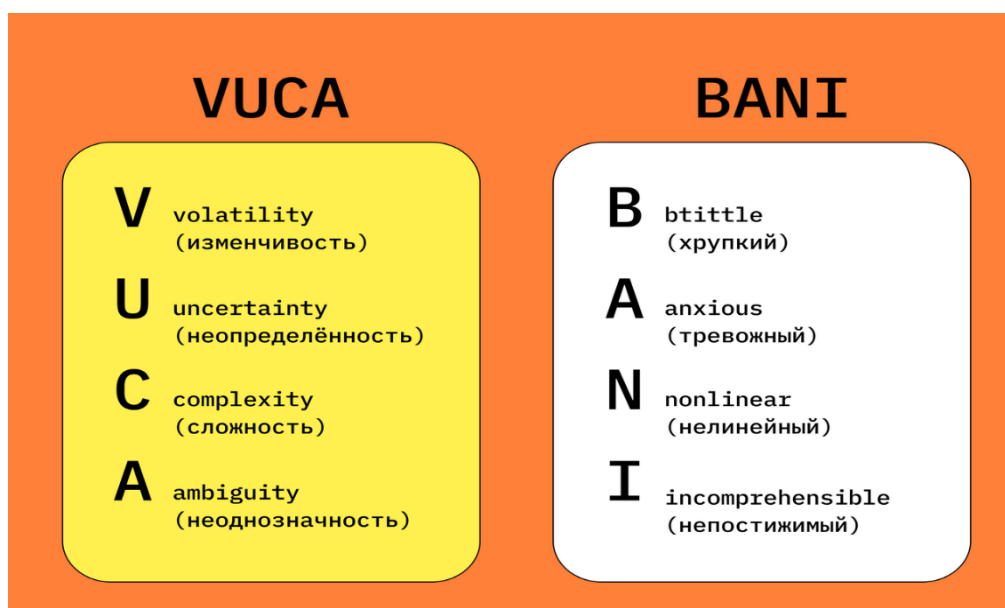 VUCA
V volatility
(изменчивость)
U uncertainty
(неопределённость)
C complexity
(сложность)
A ambiguity
(неоднозначность)
BANI
B btittle
(хрупкий)
A anxious
(тревожный)
N nonlinear
(нелинейный)
I incomprehensible
(непостижимый)